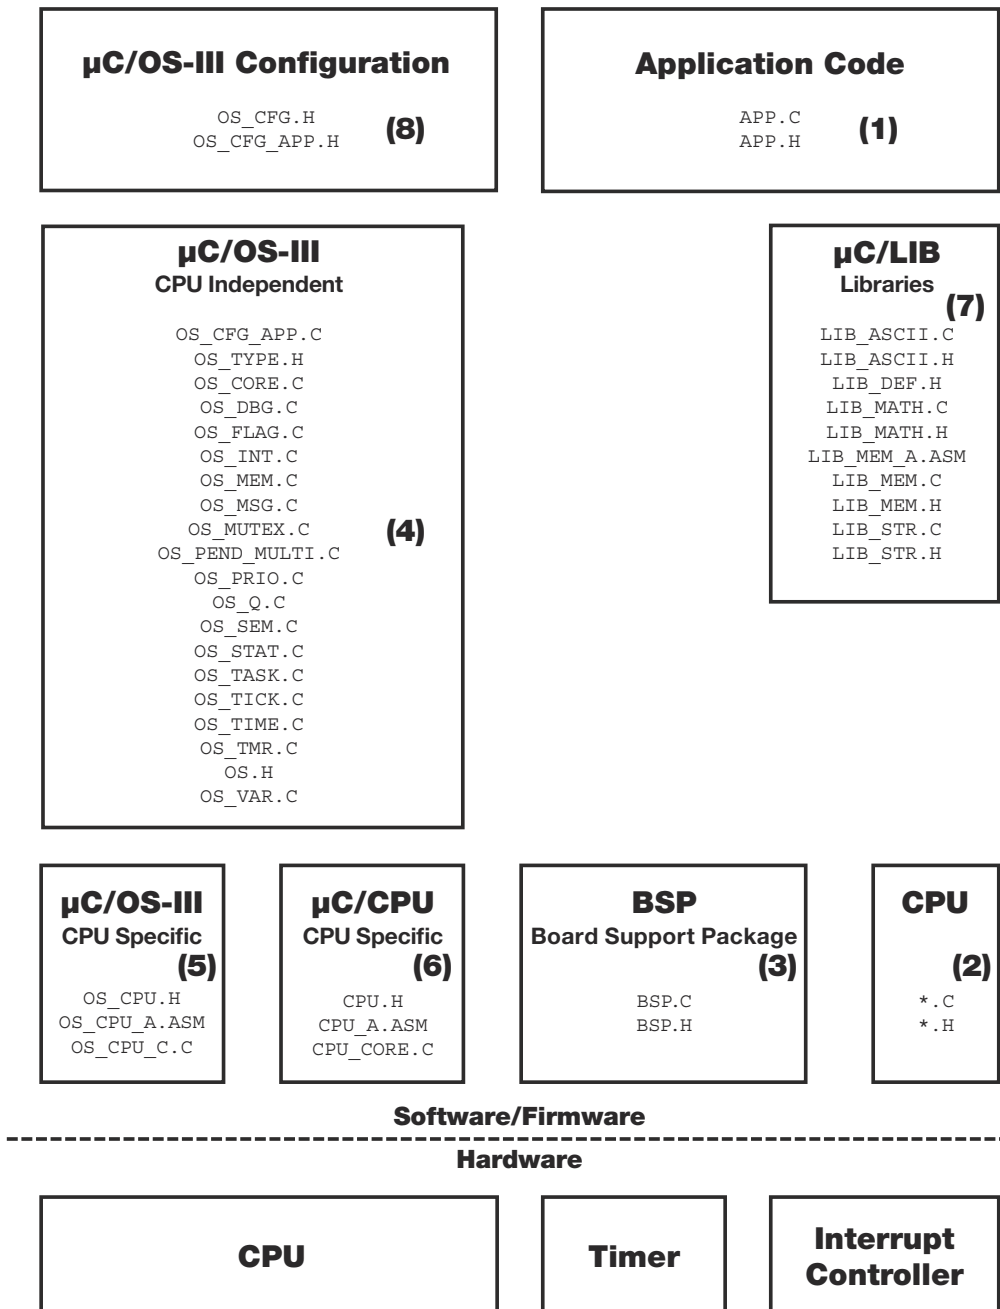 µC/OS-III Configuration
OS_CFG.H
OS_CFG_APP.H
(8)
Application Code
APP.C
APP.H
(1)
µC/OS-III
CPU Independent
OS_CFG_APP.C
OS_TYPE.H
OS_CORE.C
OS_DBG.C
OS_FLAG.C
OS_INT.C
OS_MEM.C
OS_MSG.C
OS_MUTEX.C
OS_PEND_MULTI.C
OS_PRIO.C
OS_Q.C
OS_SEM.C
OS_STAT.C
OS_TASK.C
OS_TICK.C
OS_TIME.C
OS_TMR.C
OS.H
OS_VAR.C
(4)
µC/LIB
Libraries
(7)
LIB_ASCII.C
LIB_ASCII.H
LIB_DEF.H
LIB_MATH.C
LIB_MATH.H
LIB_MEM_A.ASM
LIB_MEM.C
LIB_MEM.H
LIB_STR.C
LIB_STR.H
µC/OS-III
CPU Specific
(5)
OS_CPU.H
OS_CPU_A.ASM
OS_CPU_C.C
µC/CPU
CPU Specific
(6)
CPU.H
CPU_A.ASM
CPU_CORE.C
BSP
Board Support Package
(3)
BSP.C
BSP.H
CPU
(2)
*.C
*.H
Software/Firmware
Hardware
CPU
Timer
Interrupt
Controller